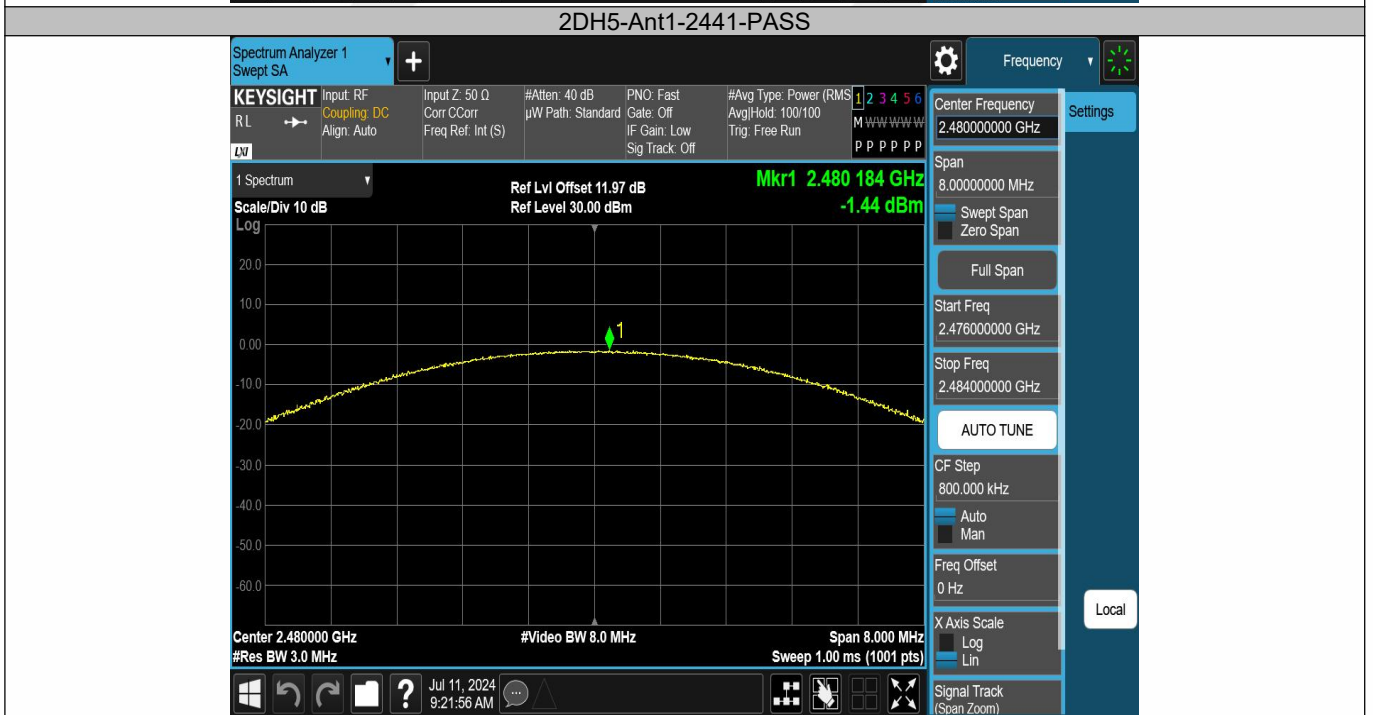 2DH5-Ant1-2441-PASS
Spectrum Analyzer 1
Swept SA
Frequency
KEYSIGHT
RL
LXI
Input: RF
Coupling: DC
Align: Auto
Input Z: 50 Ω
Corr CCorr
Freq Ref: Int (S)
#Atten: 40 dB
µW Path: Standard
PNO: Fast
Gate: Off
IF Gain: Low
Sig Track: Off
#Avg Type: Power (RMS
Avg|Hold: 100/100
Trig: Free Run
1 2 3 4 5 6
M W W W W W
P P P P P P
Center Frequency
2.480000000 GHz
Settings
1 Spectrum
Scale/Div 10 dB
Log
Ref Lvl Offset 11.97 dB
Ref Level 30.00 dBm
Mkr1 2.480 184 GHz
-1.44 dBm
Span
8.00000000 MHz
Swept Span
Zero Span
Full Span
Start Freq
2.476000000 GHz
Stop Freq
2.484000000 GHz
AUTO TUNE
CF Step
800.000 kHz
Auto
Man
Freq Offset
0 Hz
X Axis Scale
Log
Lin
Signal Track
(Span Zoom)
Local
20.0
10.0
0.00
-10.0
-20.0
-30.0
-40.0
-50.0
-60.0
1
Center 2.480000 GHz
#Res BW 3.0 MHz
#Video BW 8.0 MHz
Span 8.000 MHz
Sweep 1.00 ms (1001 pts)
?
Jul 11, 2024
9:21:56 AM